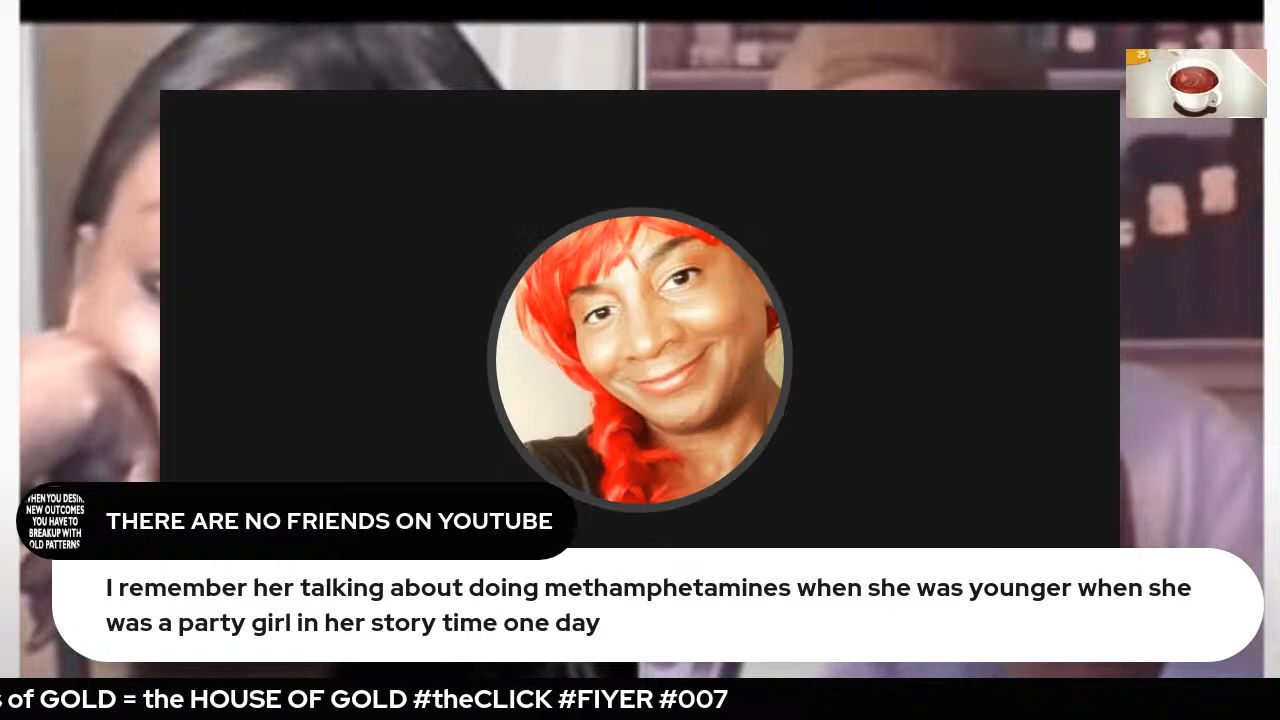 25
WHEN YOU DESIRE
NEW OUTCOMES
YOU HAVE TO
BREAKUP WITH
OLD PATTERNS
THERE ARE NO FRIENDS ON YOUTUBE
I remember her talking about doing methamphetamines when she was younger when she
was a party girl in her story time one day
s of GOLD = the HOUSE OF GOLD #theCLICK #FIYER #007